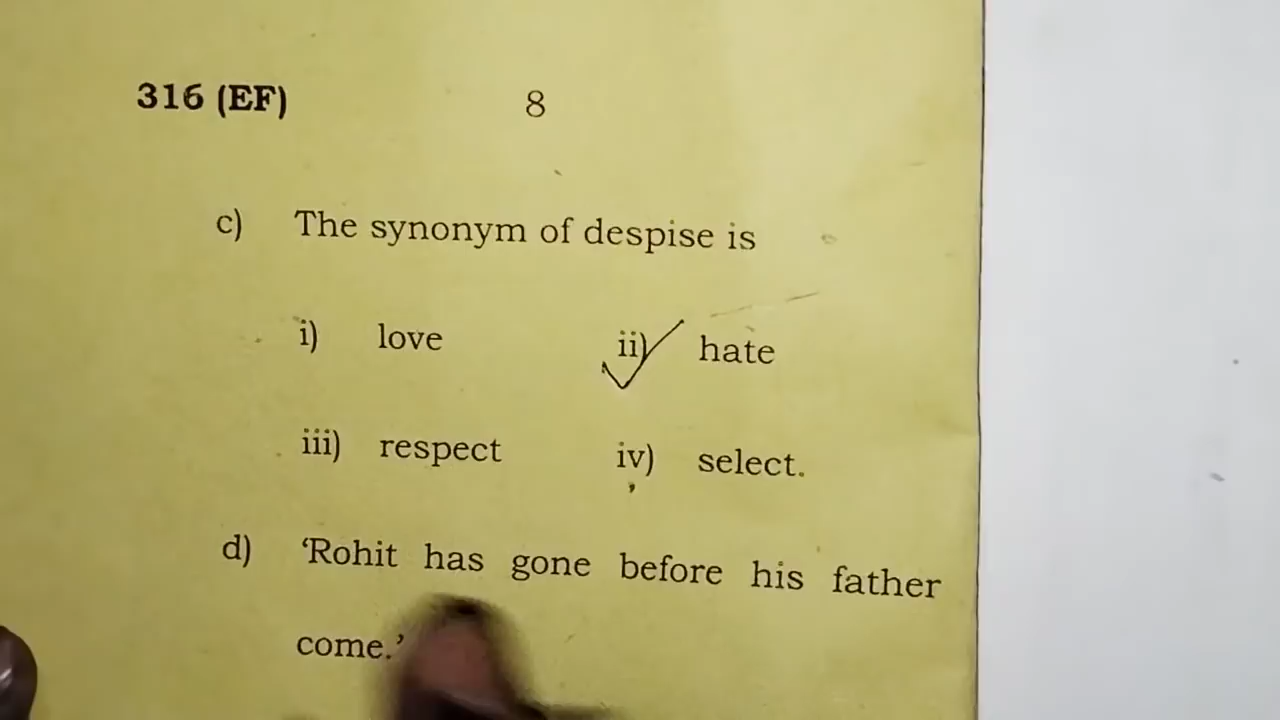 316 (EF) 8
c) The synonym of despise is
i) love ii) hate
iii) respect iv) select.
d) ‘Rohit has gone before his father
come.’